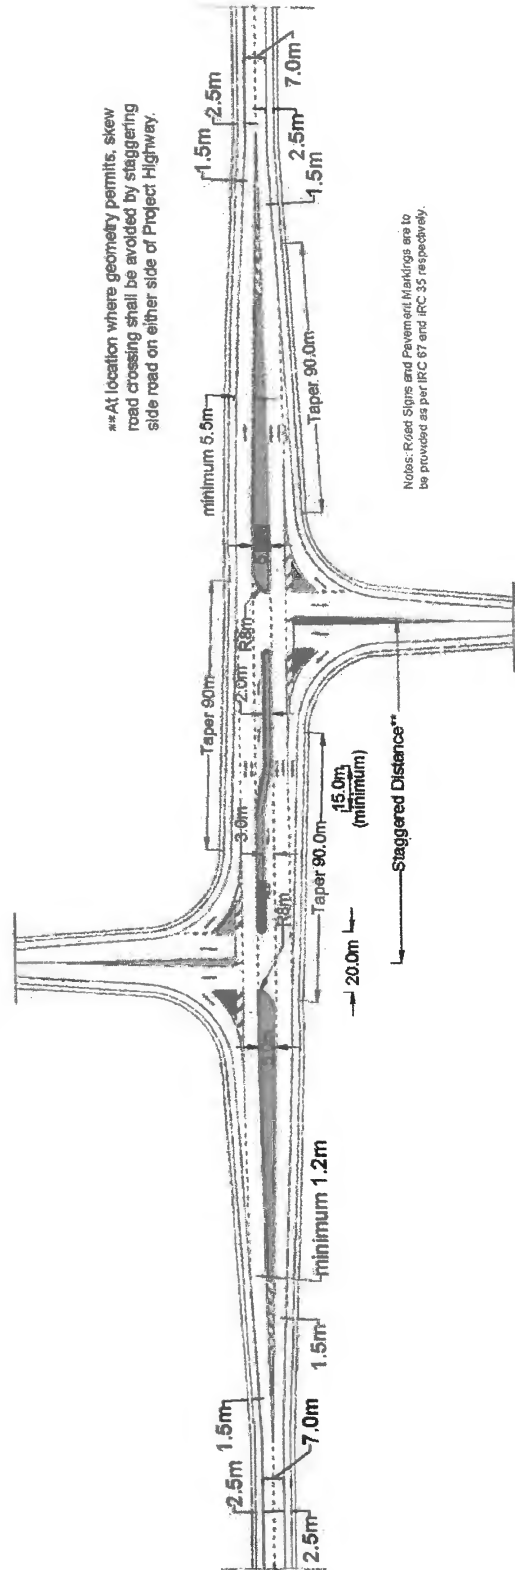 **At location where geometry permits, skew
road crossing shall be avoided by staggering
side road on either side of Project Highway.
2.5m
1.5m
7.0m
2.5m
1.5m
minimum 5.5m
Taper 90.0m
Notes: Road Signs and Pavement Markings are to
be provided as per IRC 67 and IRC 35 respectively.
Taper 90m
R8m
2.0m
3.0m
Taper 90.0m
15.0m
(minimum)
Staggered Distance**
R8m
20.0m
minimum 1.2m
1.5m
1.5m
2.5m
7.0m
2.5m